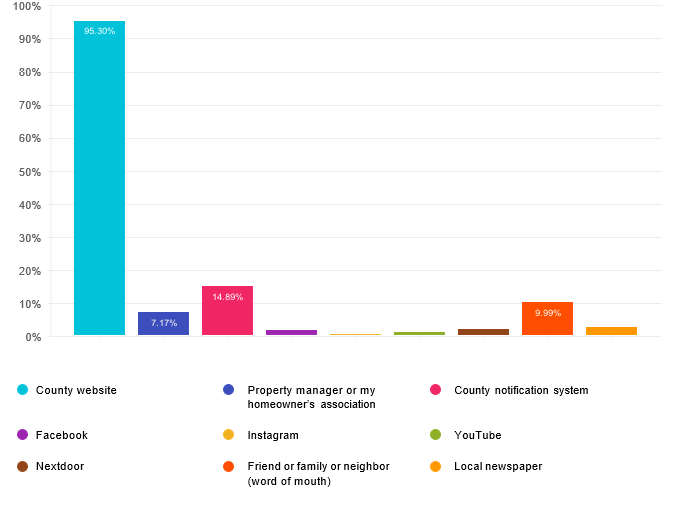 100%
95.30%
90%
80%
70%
60%
50%
40%
30%
20%
14.89%
10%
9.99%
7.17%
0%
County website
Property manager or my
homeowner's association
County notification system
Facebook
Instagram
YouTube
Nextdoor
Friend or family or neighbor
(word of mouth)
Local newspaper